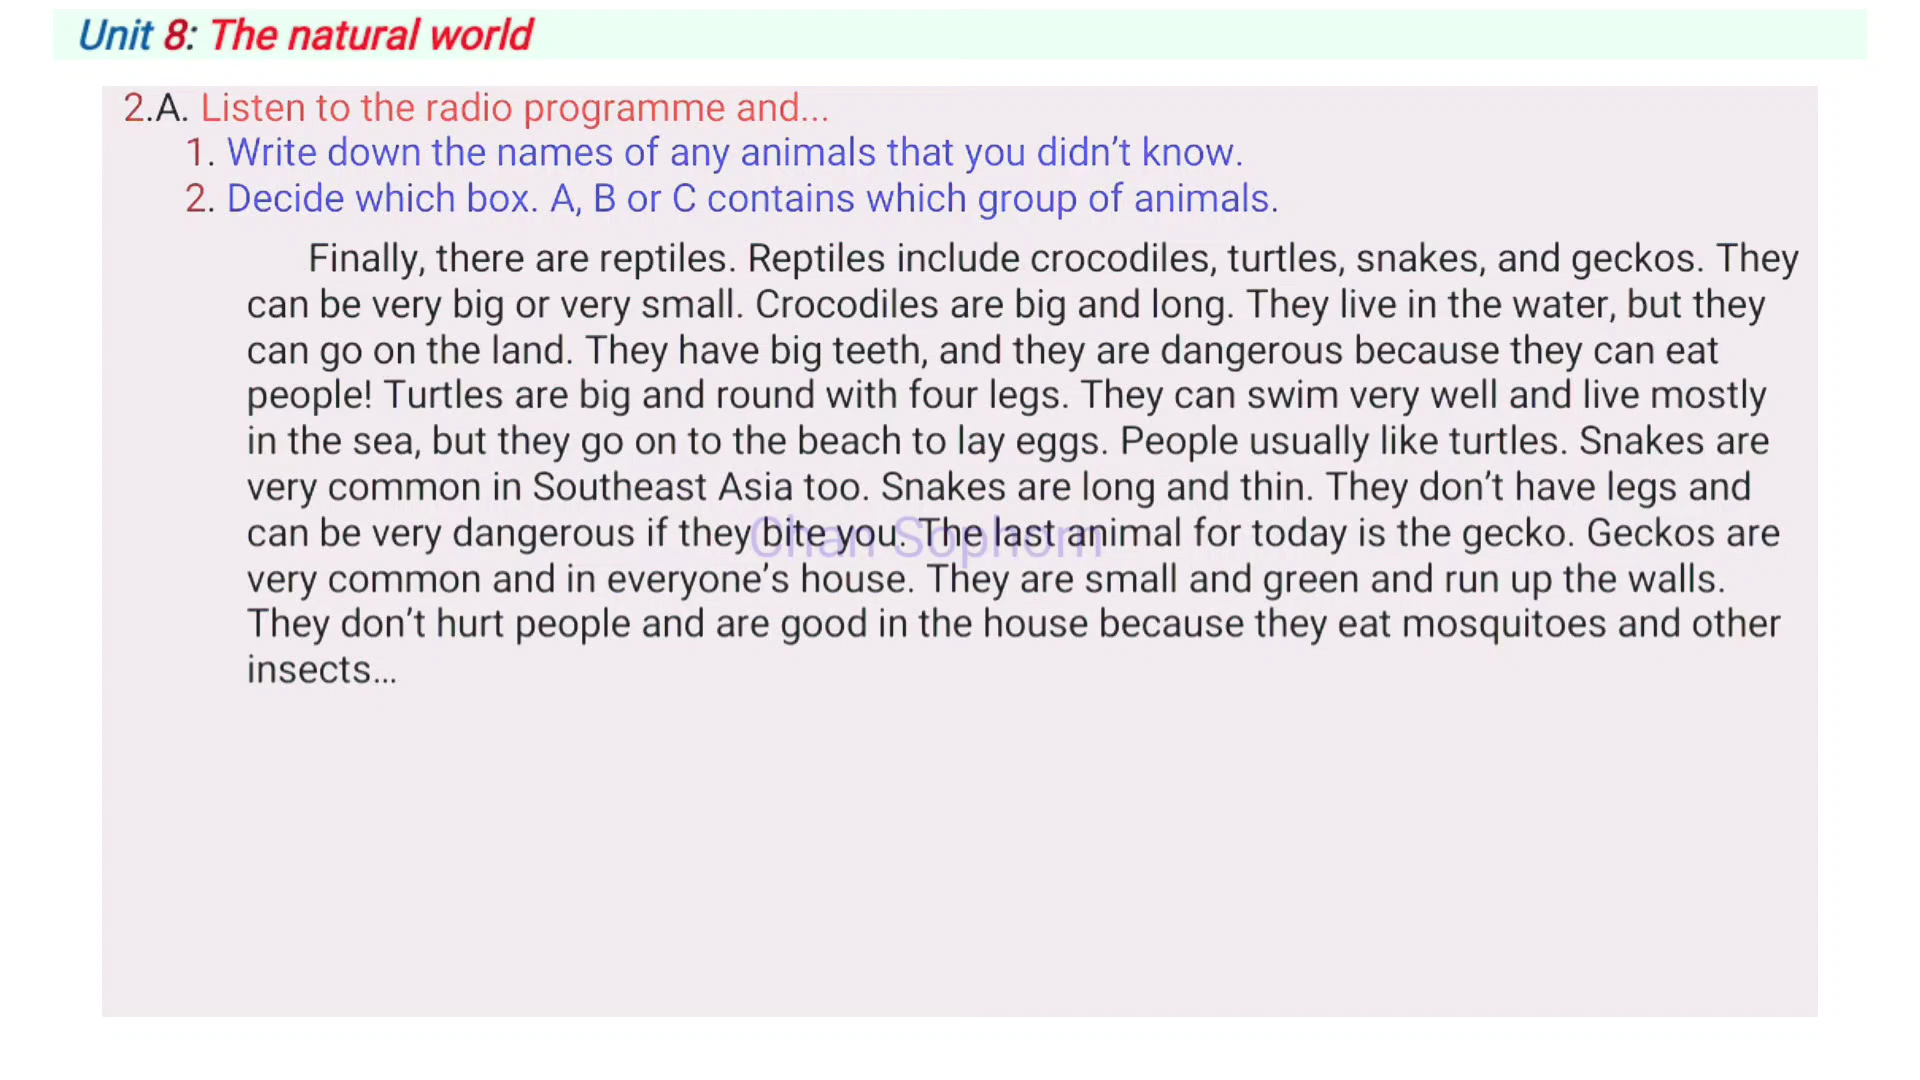 Unit 8: The natural world
2.A. Listen to the radio programme and...
1. Write down the names of any animals that you didn’t know.
2. Decide which box. A, B or C contains which group of animals.
Finally, there are reptiles. Reptiles include crocodiles, turtles, snakes, and geckos. They
can be very big or very small. Crocodiles are big and long. They live in the water, but they
can go on the land. They have big teeth, and they are dangerous because they can eat
people! Turtles are big and round with four legs. They can swim very well and live mostly
in the sea, but they go on to the beach to lay eggs. People usually like turtles. Snakes are
very common in Southeast Asia too. Snakes are long and thin. They don’t have legs and
can be very dangerous if they bite you. The last animal for today is the gecko. Geckos are
very common and in everyone’s house. They are small and green and run up the walls.
They don’t hurt people and are good in the house because they eat mosquitoes and other
insects...
Chan Sophorn